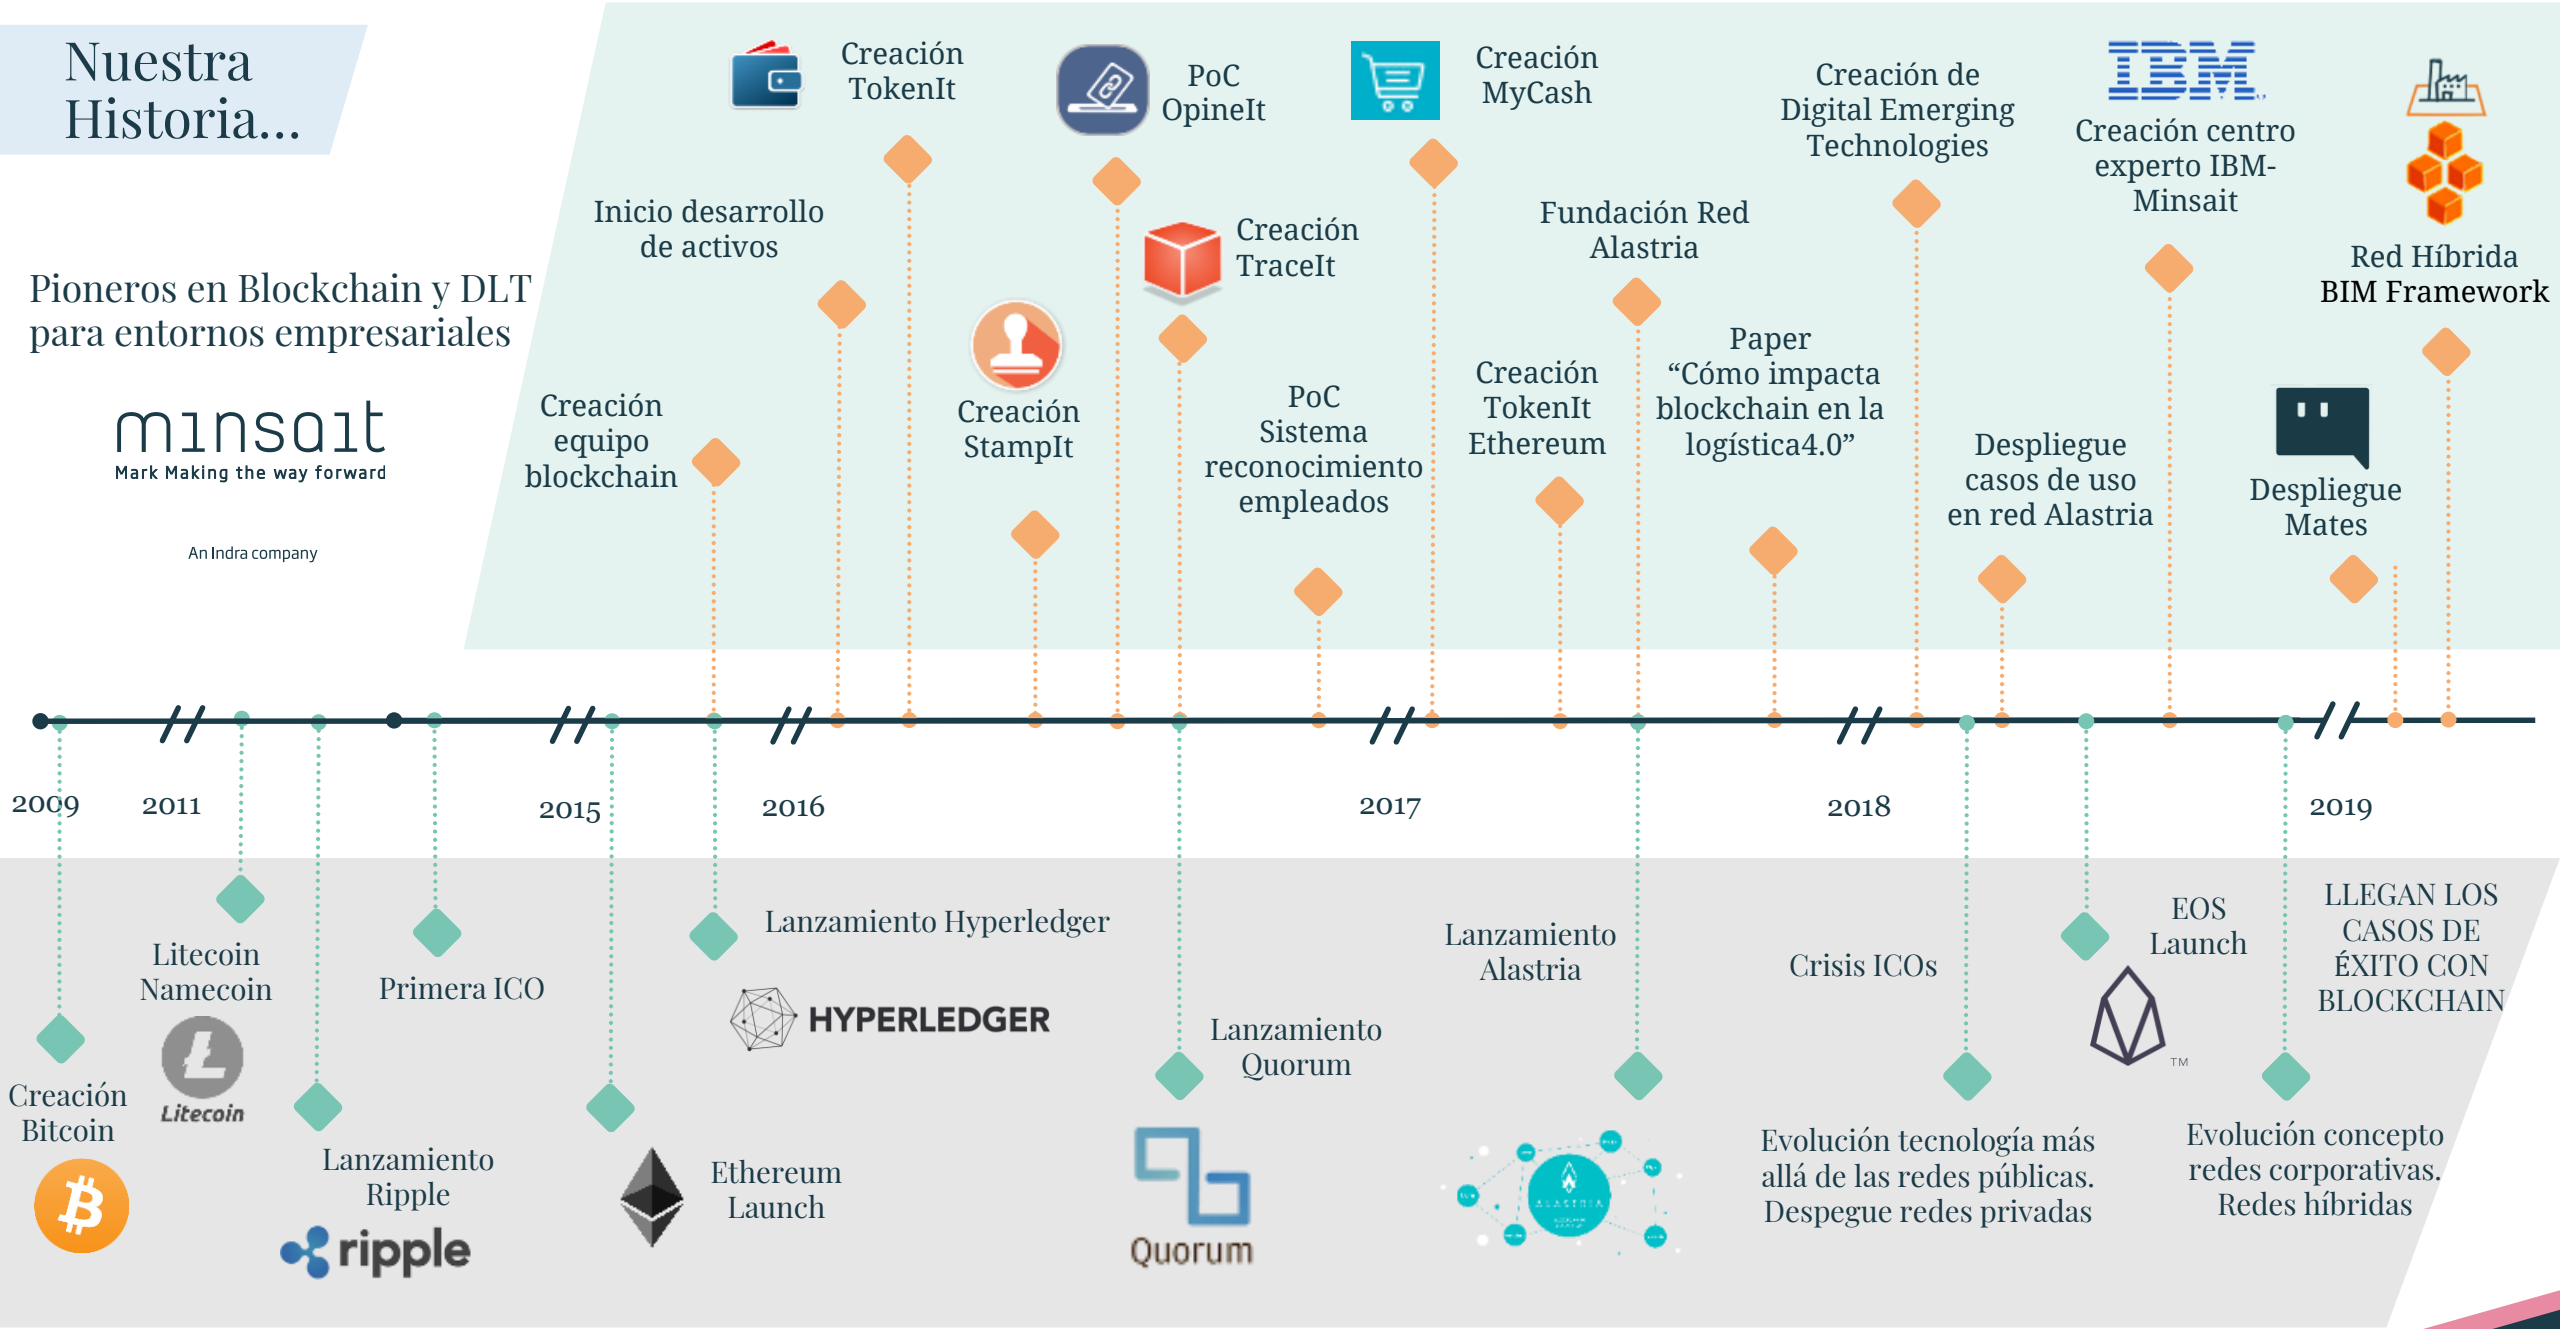 Nuestra
Historia...
Pioneros en Blockchain y DLT
para entornos empresariales
minsait
Mark Making the way forward
An Indra company
Creación
equipo
blockchain
Inicio desarrollo
de activos
Creación
TokenIt
Creación
StampIt
PoC
OpineIt
Creación
TraceIt
PoC
Sistema
reconocimiento
empleados
Creación
MyCash
Creación
TokenIt
Ethereum
Fundación Red
Alastria
Paper
“Cómo impacta
blockchain en la
logística4.0”
Creación de
Digital Emerging
Technologies
Despliegue
casos de uso
en red Alastria
IBM
Creación centro
experto IBM-
Minsait
Despliegue
Mates
Red Híbrida
BIM Framework
2009
2011
2015
2016
2017
2018
2019
Creación
Bitcoin
Litecoin
Namecoin
Litecoin
Lanzamiento
Ripple
ripple
Primera ICO
Ethereum
Launch
Lanzamiento Hyperledger
HYPERLEDGER
Lanzamiento
Quorum
Quorum
Lanzamiento
Alastria
ALASTRIA
Crisis ICOs
Evolución tecnología más
allá de las redes públicas.
Despegue redes privadas
EOS
Launch
TM
LLEGAN LOS
CASOS DE
ÉXITO CON
BLOCKCHAIN
Evolución concepto
redes corporativas.
Redes híbridas